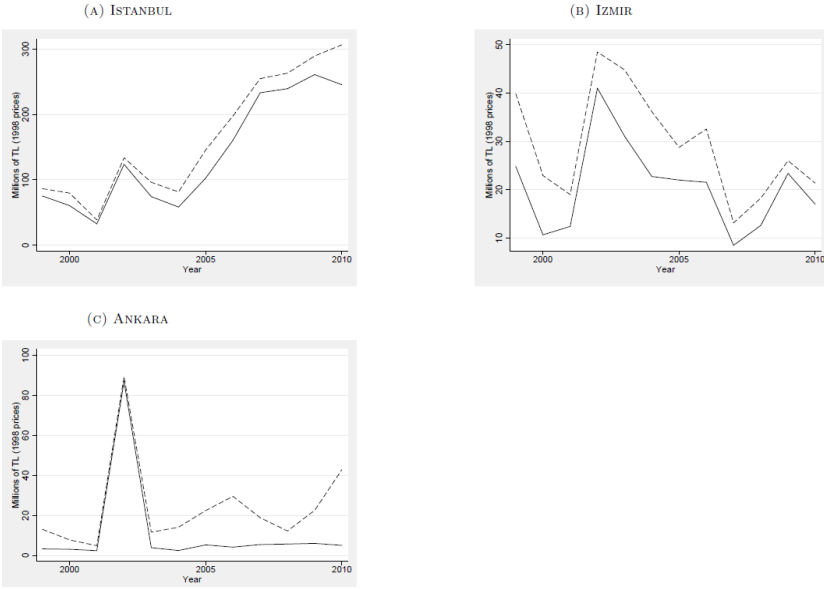 (A) ISTANBUL
Millions of TL (1998 prices)
300
200
100
0
2000 2005 2010
Year
(B) IZMIR
Millions of TL (1998 prices)
50
40
30
20
10
2000 2005 2010
Year
(C) ANKARA
Millions of TL (1998 prices)
100
80
60
40
20
0
2000 2005 2010
Year